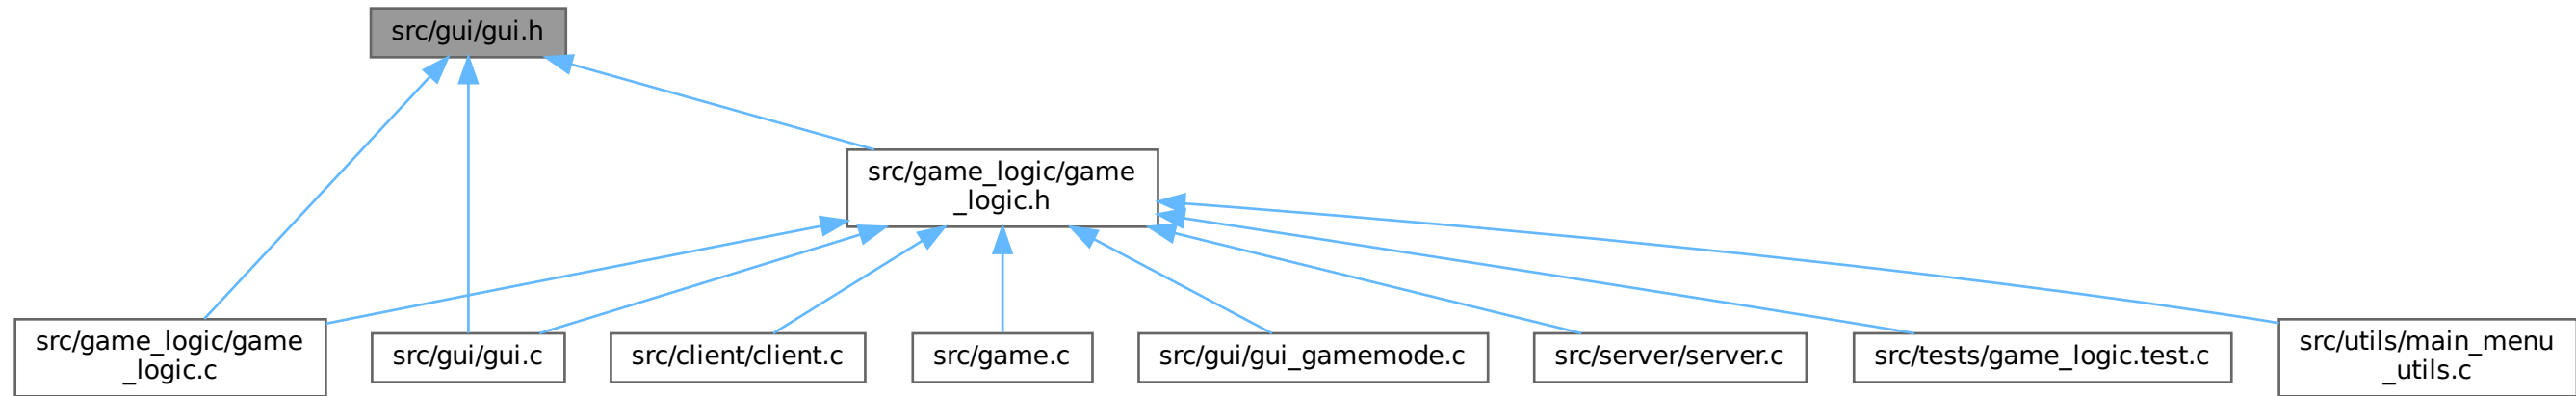 src/gui/gui.h
src/game_logic/game
_logic.h
src/game_logic/game
_logic.c
src/gui/gui.c
src/client/client.c
src/game.c
src/gui/gui_gamemode.c
src/server/server.c
src/tests/game_logic.test.c
src/utils/main_menu
_utils.c